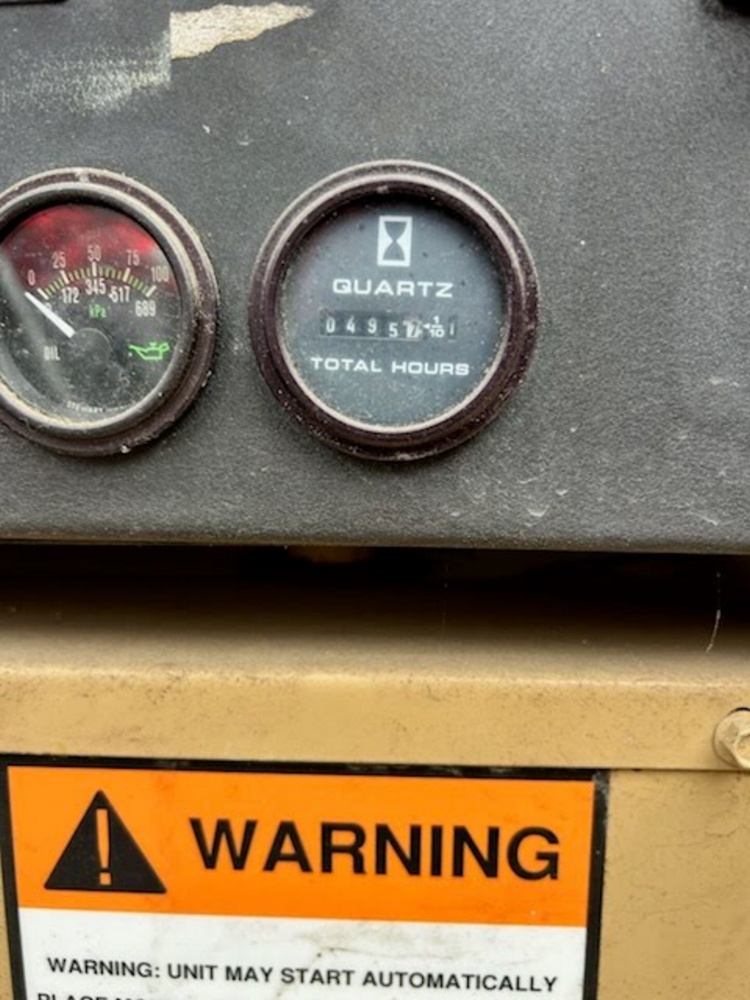 0 25 50 75 100
172 345 517 689
kPa
OIL
QUARTZ
0495 1/10
TOTAL HOURS
WARNING
WARNING: UNIT MAY START AUTOMATICALLY